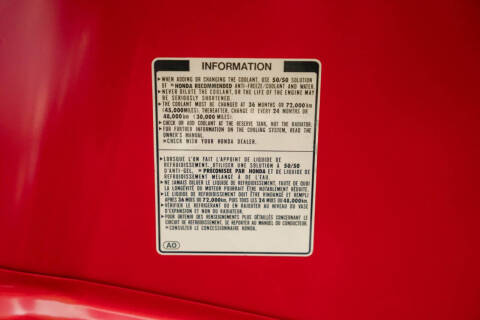 INFORMATION
▸WHEN ADDING OR CHANGING THE COOLANT, USE 50/50 SOLUTION
OF *HONDA RECOMMENDED ANTI-FREEZE/COOLANT AND WATER.
▸NEVER DILUTE THE COOLANT, OR THE LIFE OF THE ENGINE MAY
BE SERIOUSLY SHORTENED.
▸THE COOLANT MUST BE CHANGED AT 36 MONTHS OR 72,000km
(45,000MILES). THEREAFTER, CHANGE IT EVERY 24 MONTHS OR
48,000km (30,000MILES).
▸CHECK OR ADD COOLANT AT THE RESERVE TANK, NOT THE RADIATOR.
▸FOR FURTHER INFORMATION ON THE COOLING SYSTEM, READ THE
OWNER'S MANUAL.
*CHECK WITH YOUR HONDA DEALER.
▸LORSQUE L'ON FAIT L'APPOINT DE LIQUIDE DE
REFROIDISSEMENT, UTILISER UNE SOLUTION À 50/50
D'ANTI-GEL, *PRÉCONISÉE PAR HONDA ET DE LIQUIDE DE
REFROIDISSEMENT MÉLANGÉ À DE L'EAU.
▸NE JAMAIS DILUER LE LIQUIDE DE REFROIDISSEMENT, FAUTE DE QUOI
LA LONGÉVITÉ DU MOTEUR POURRAIT ÊTRE NOTABLEMENT RÉDUITE.
▸LE LIQUIDE DE REFROIDISSEMENT DOIT ÊTRE VIDANGÉ ET REMPLI
APRÈS 36 MOIS OU 72,000km, PUIS TOUS LES 24 MOIS OU 48,000km.
▸VÉRIFIER LE REFRIGERANT OU EN RAJOUTER AU NIVEAU DU VASE
D'EXPANSION ET NON DU RADIATEUR.
▸POUR OBTENIR DES RENSEIGNEMENTS PLUS DÉTAILLÉS CONCERNANT LE
CIRCUIT DE REFROIDISSEMENT, SE REPORTER AU MANUEL DU CONDUCTEUR.
*CONSULTER LE CONCESSIONNAIRE HONDA.
AO